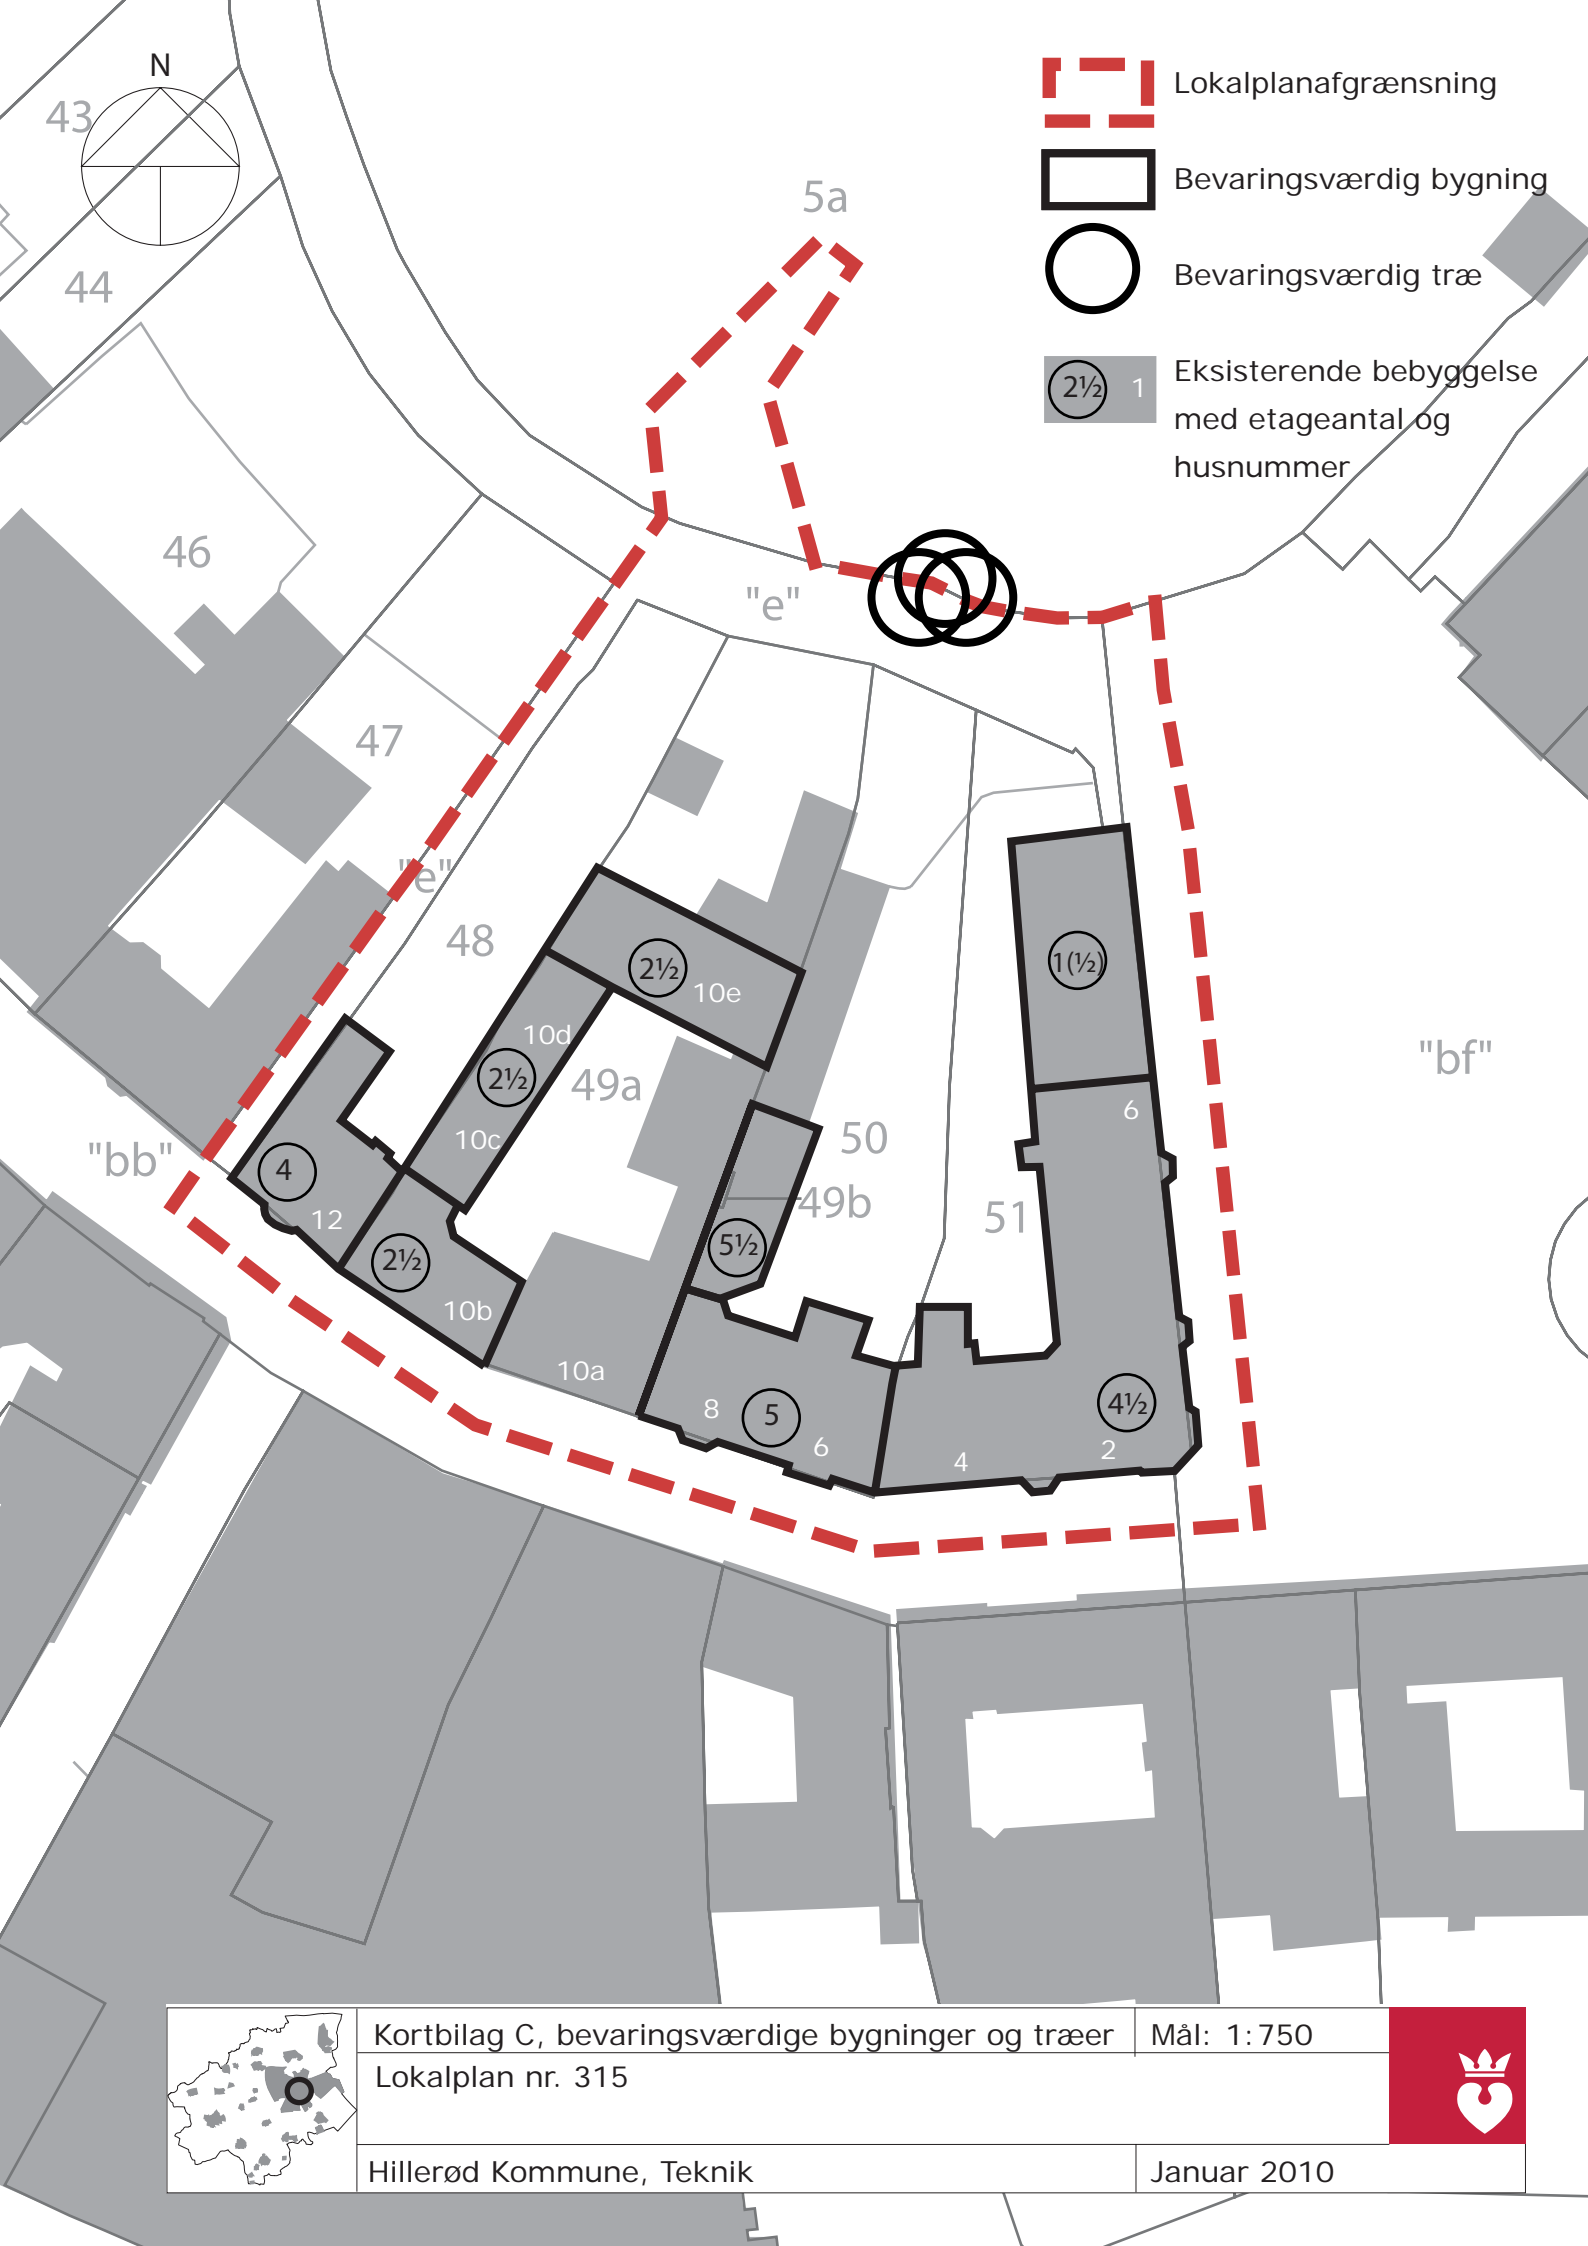 N
43
Lokalplanafgrænsning
Bevaringsværdig bygning
5a
Bevaringsværdig træ
44
Eksisterende bebyggelse
2½ 1
med etageantal og
husnummer
46
"e"
47
"e"
48
2½
10e
1(½)
10d
2½
49a
"bf"
10c
6
50
"bb"
4
49b
51
12
5½
2½
10b
10a
8
5
6
4½
4
2
Kortbilag C, bevaringsværdige bygninger og træer
Mål: 1:750
Lokalplan nr. 315
Hillerød Kommune, Teknik
Januar 2010